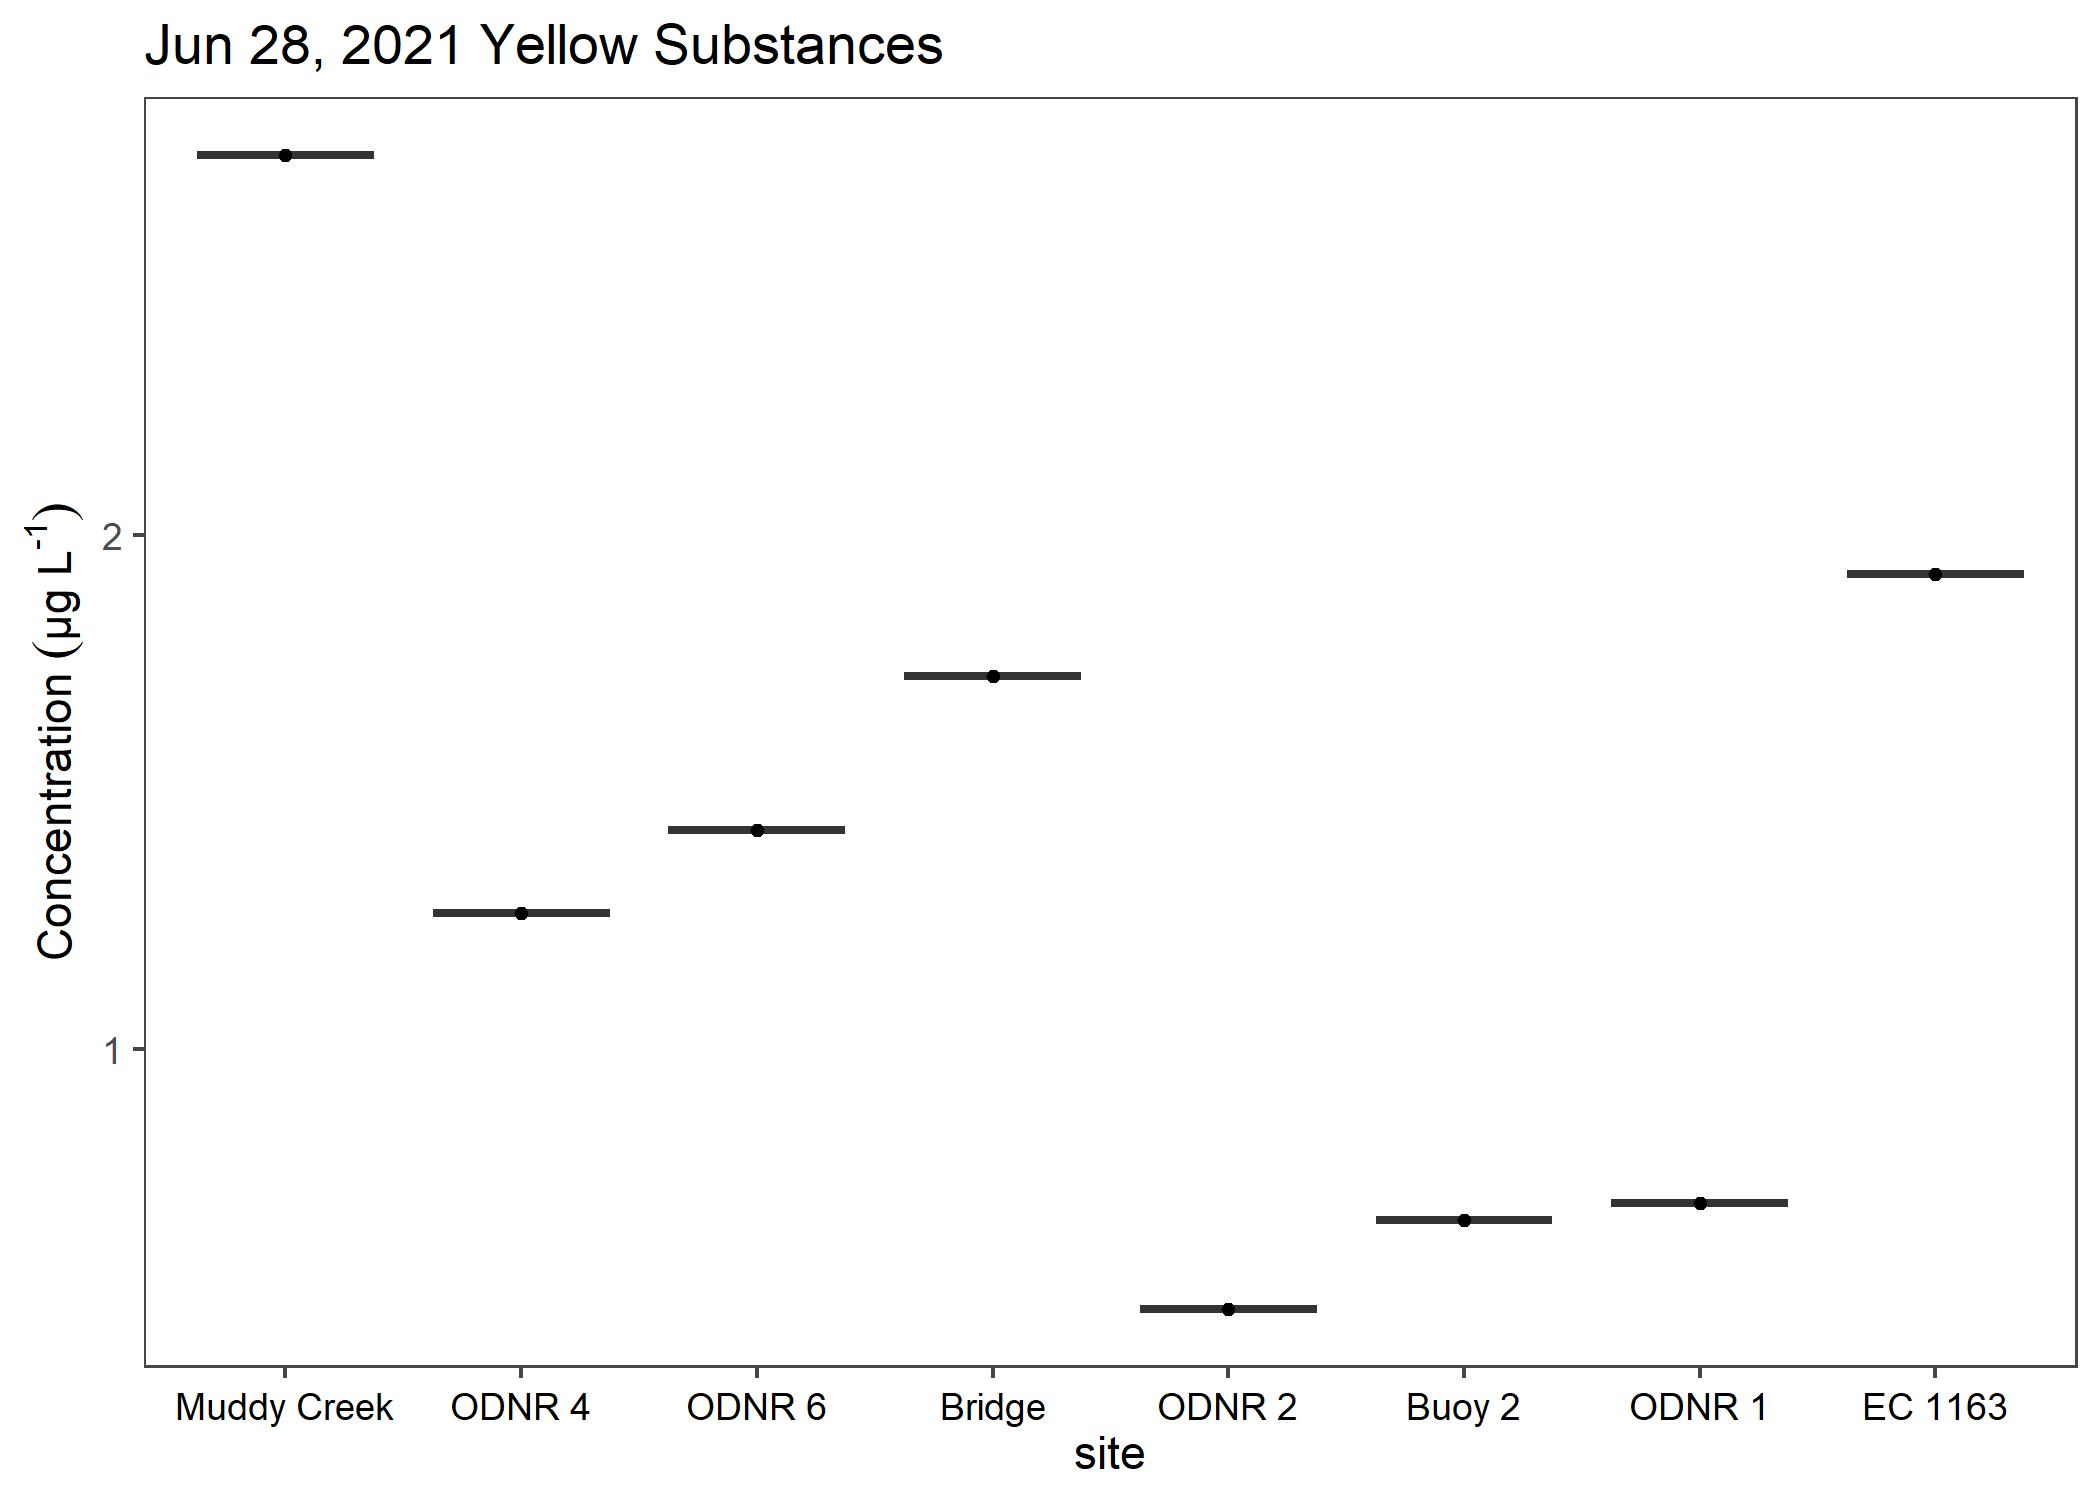 Jun 28, 2021 Yellow Substances
Concentration (µg L-1)
2
1
Muddy Creek ODNR 4 ODNR 6 Bridge ODNR 2 Buoy 2 ODNR 1 EC 1163
site